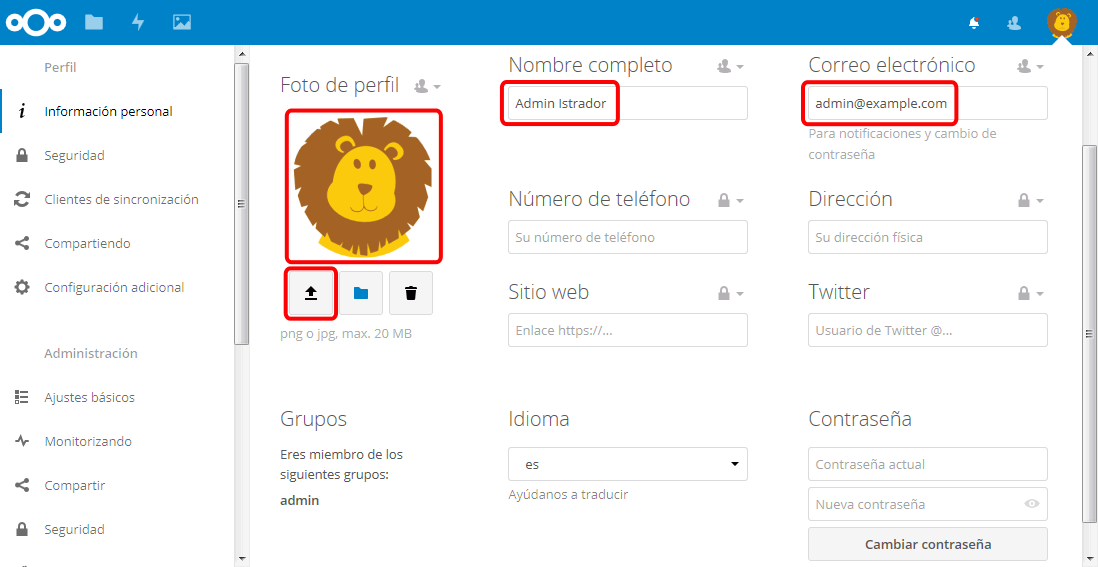 Perfil
Información personal
Seguridad
Clientes de sincronización
Compartiendo
Configuración adicional
Administración
Ajustes básicos
Monitorizando
Compartir
Seguridad
Foto de perfil
png o jpg, max. 20 MB
Nombre completo
Admin Istrador
Correo electrónico
admin@example.com
Para notificaciones y cambio de
contraseña
Número de teléfono
Su número de teléfono
Dirección
Su dirección física
Sitio web
Enlace https://...
Twitter
Usuario de Twitter @...
Grupos
Eres miembro de los
siguientes grupos:
admin
Idioma
es
Ayúdanos a traducir
Contraseña
Contraseña actual
Nueva contraseña
Cambiar contraseña